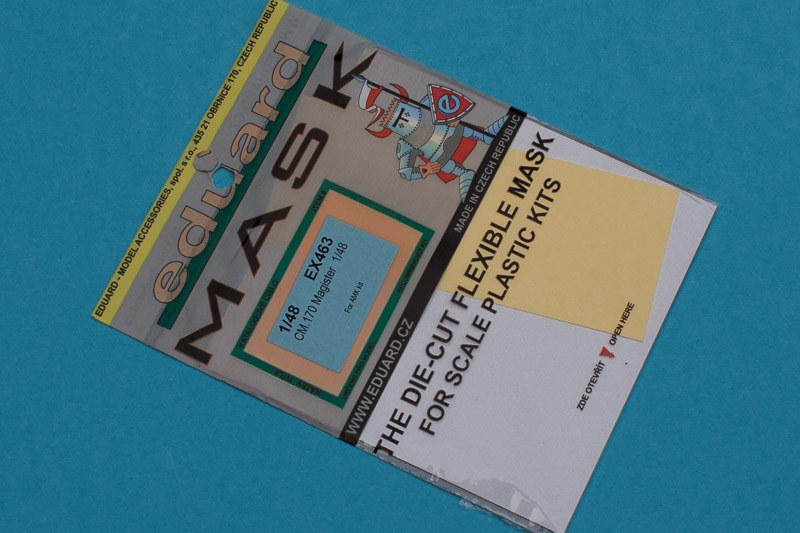 EDUARD - MODEL ACCESSORIES, spol. s r.o., 435 21 OBRNICE 170, CZECH REPUBLIC
eduard
MASK
e
1/48 EX463
CM.170 Magister 1/48
For AMK kit
WWW.EDUARD.CZ MADE IN CZECH REPUBLIC
THE DIE-CUT FLEXIBLE MASK
FOR SCALE PLASTIC KITS
ZDE OTEVŘÍT OPEN HERE